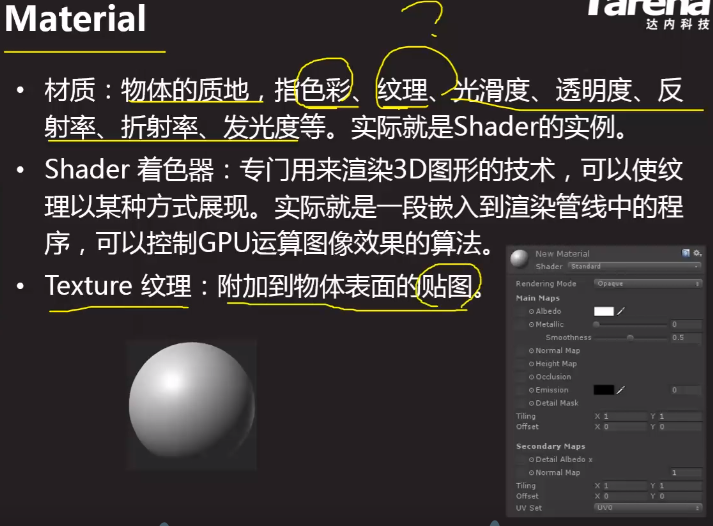 Material
Tarena
达内科技
• 材质：物体的质地，指色彩、纹理、光滑度、透明度、反
射率、折射率、发光度等。实际就是Shader的实例。
• Shader 着色器：专门用来渲染3D图形的技术，可以使纹
理以某种方式展现。实际就是一段嵌入到渲染管线中的程
序，可以控制GPU运算图像效果的算法。
• Texture 纹理：附加到物体表面的贴图。
New Material
Shader Standard
Rendering Mode Opaque
Main Maps
Albedo
Metallic 0
Smoothness 0.5
Normal Map
Height Map
Occlusion
Emission 0
Detail Mask
Tiling X 1 Y 1
Offset X 0 Y 0
Secondary Maps
Detail Albedo x
Normal Map 1
Tiling X 1 Y 1
Offset X 0 Y 0
UV Set UV0